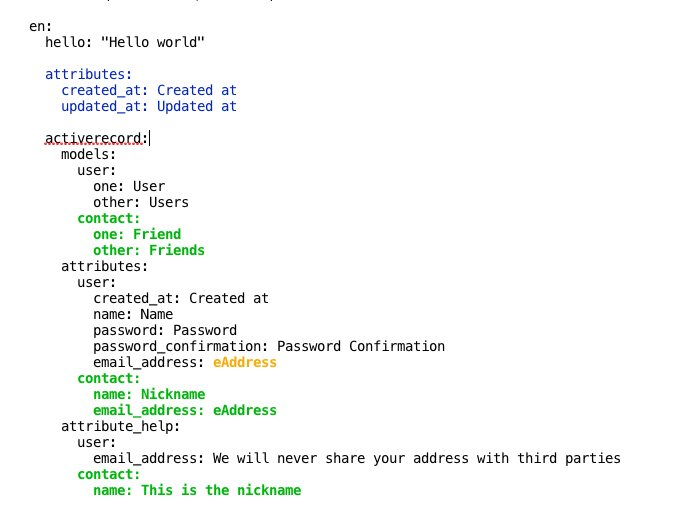 en:
hello: "Hello world"
attributes:
created_at: Created at
updated_at: Updated at
activerecord:
models:
user:
one: User
other: Users
contact:
one: Friend
other: Friends
attributes:
user:
created_at: Created at
name: Name
password: Password
password_confirmation: Password Confirmation
email_address: eAddress
contact:
name: Nickname
email_address: eAddress
attribute_help:
user:
email_address: We will never share your address with third parties
contact:
name: This is the nickname